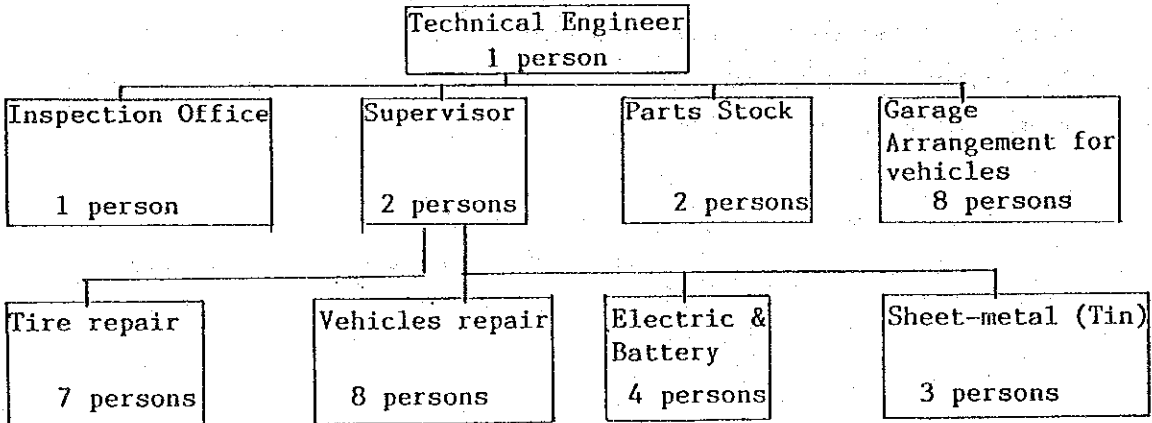 Technical Engineer
1 person
Inspection Office
1 person
Supervisor
2 persons
Parts Stock
2 persons
Garage
Arrangement for
vehicles
8 persons
Tire repair
7 persons
Vehicles repair
8 persons
Electric &
Battery
4 persons
Sheet-metal (Tin)
3 persons